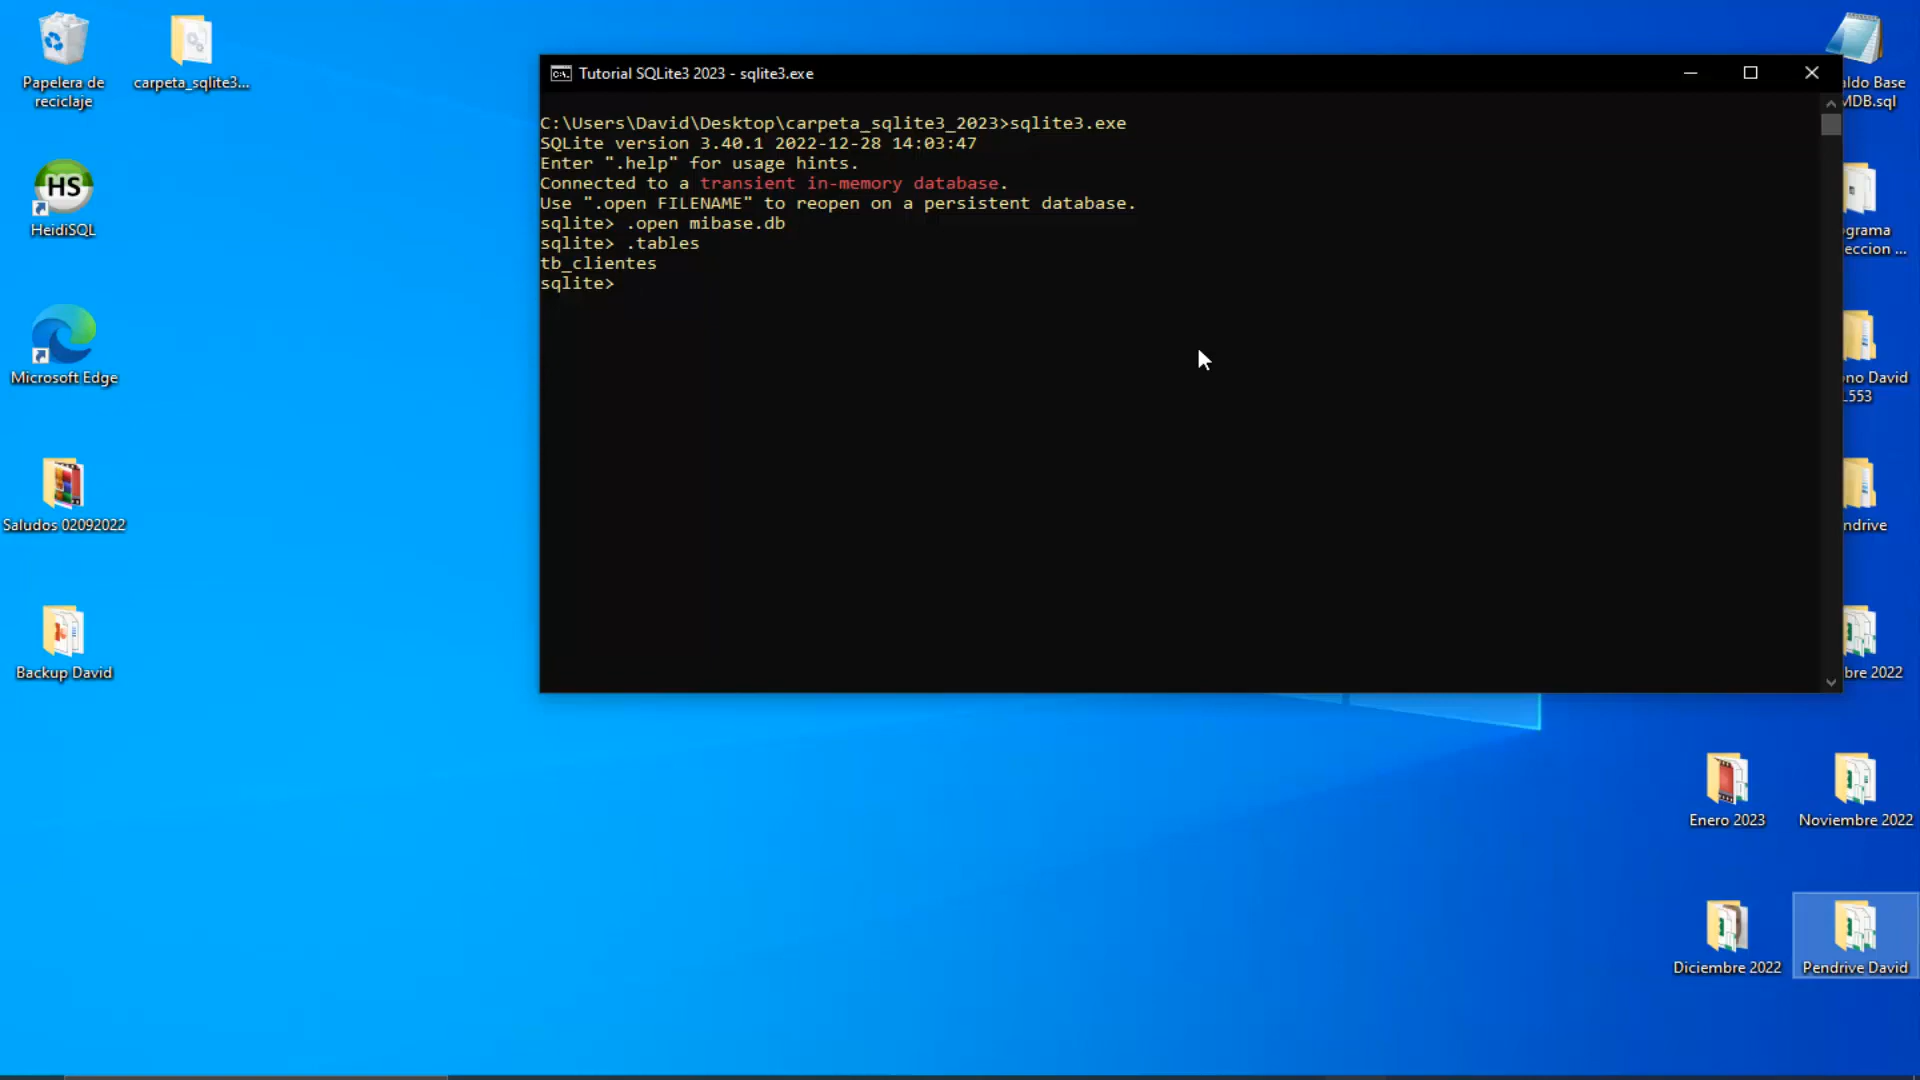 Papelera de
reciclaje
carpeta_sqlite3...
HeidiSQL
Microsoft Edge
Saludos 02092022
Backup David
Tutorial SQLite3 2023 - sqlite3.exe
C:\Users\David\Desktop\carpeta_sqlite3_2023>sqlite3.exe
SQLite version 3.40.1 2022-12-28 14:03:47
Enter ".help" for usage hints.
Connected to a transient in-memory database.
Use ".open FILENAME" to reopen on a persistent database.
sqlite> .open mibase.db
sqlite> .tables
tb_clientes
sqlite>
aldo Base
MDB.sql
grama
eccion ...
no David
L553
ndrive
bre 2022
Enero 2023
Noviembre 2022
Diciembre 2022
Pendrive David